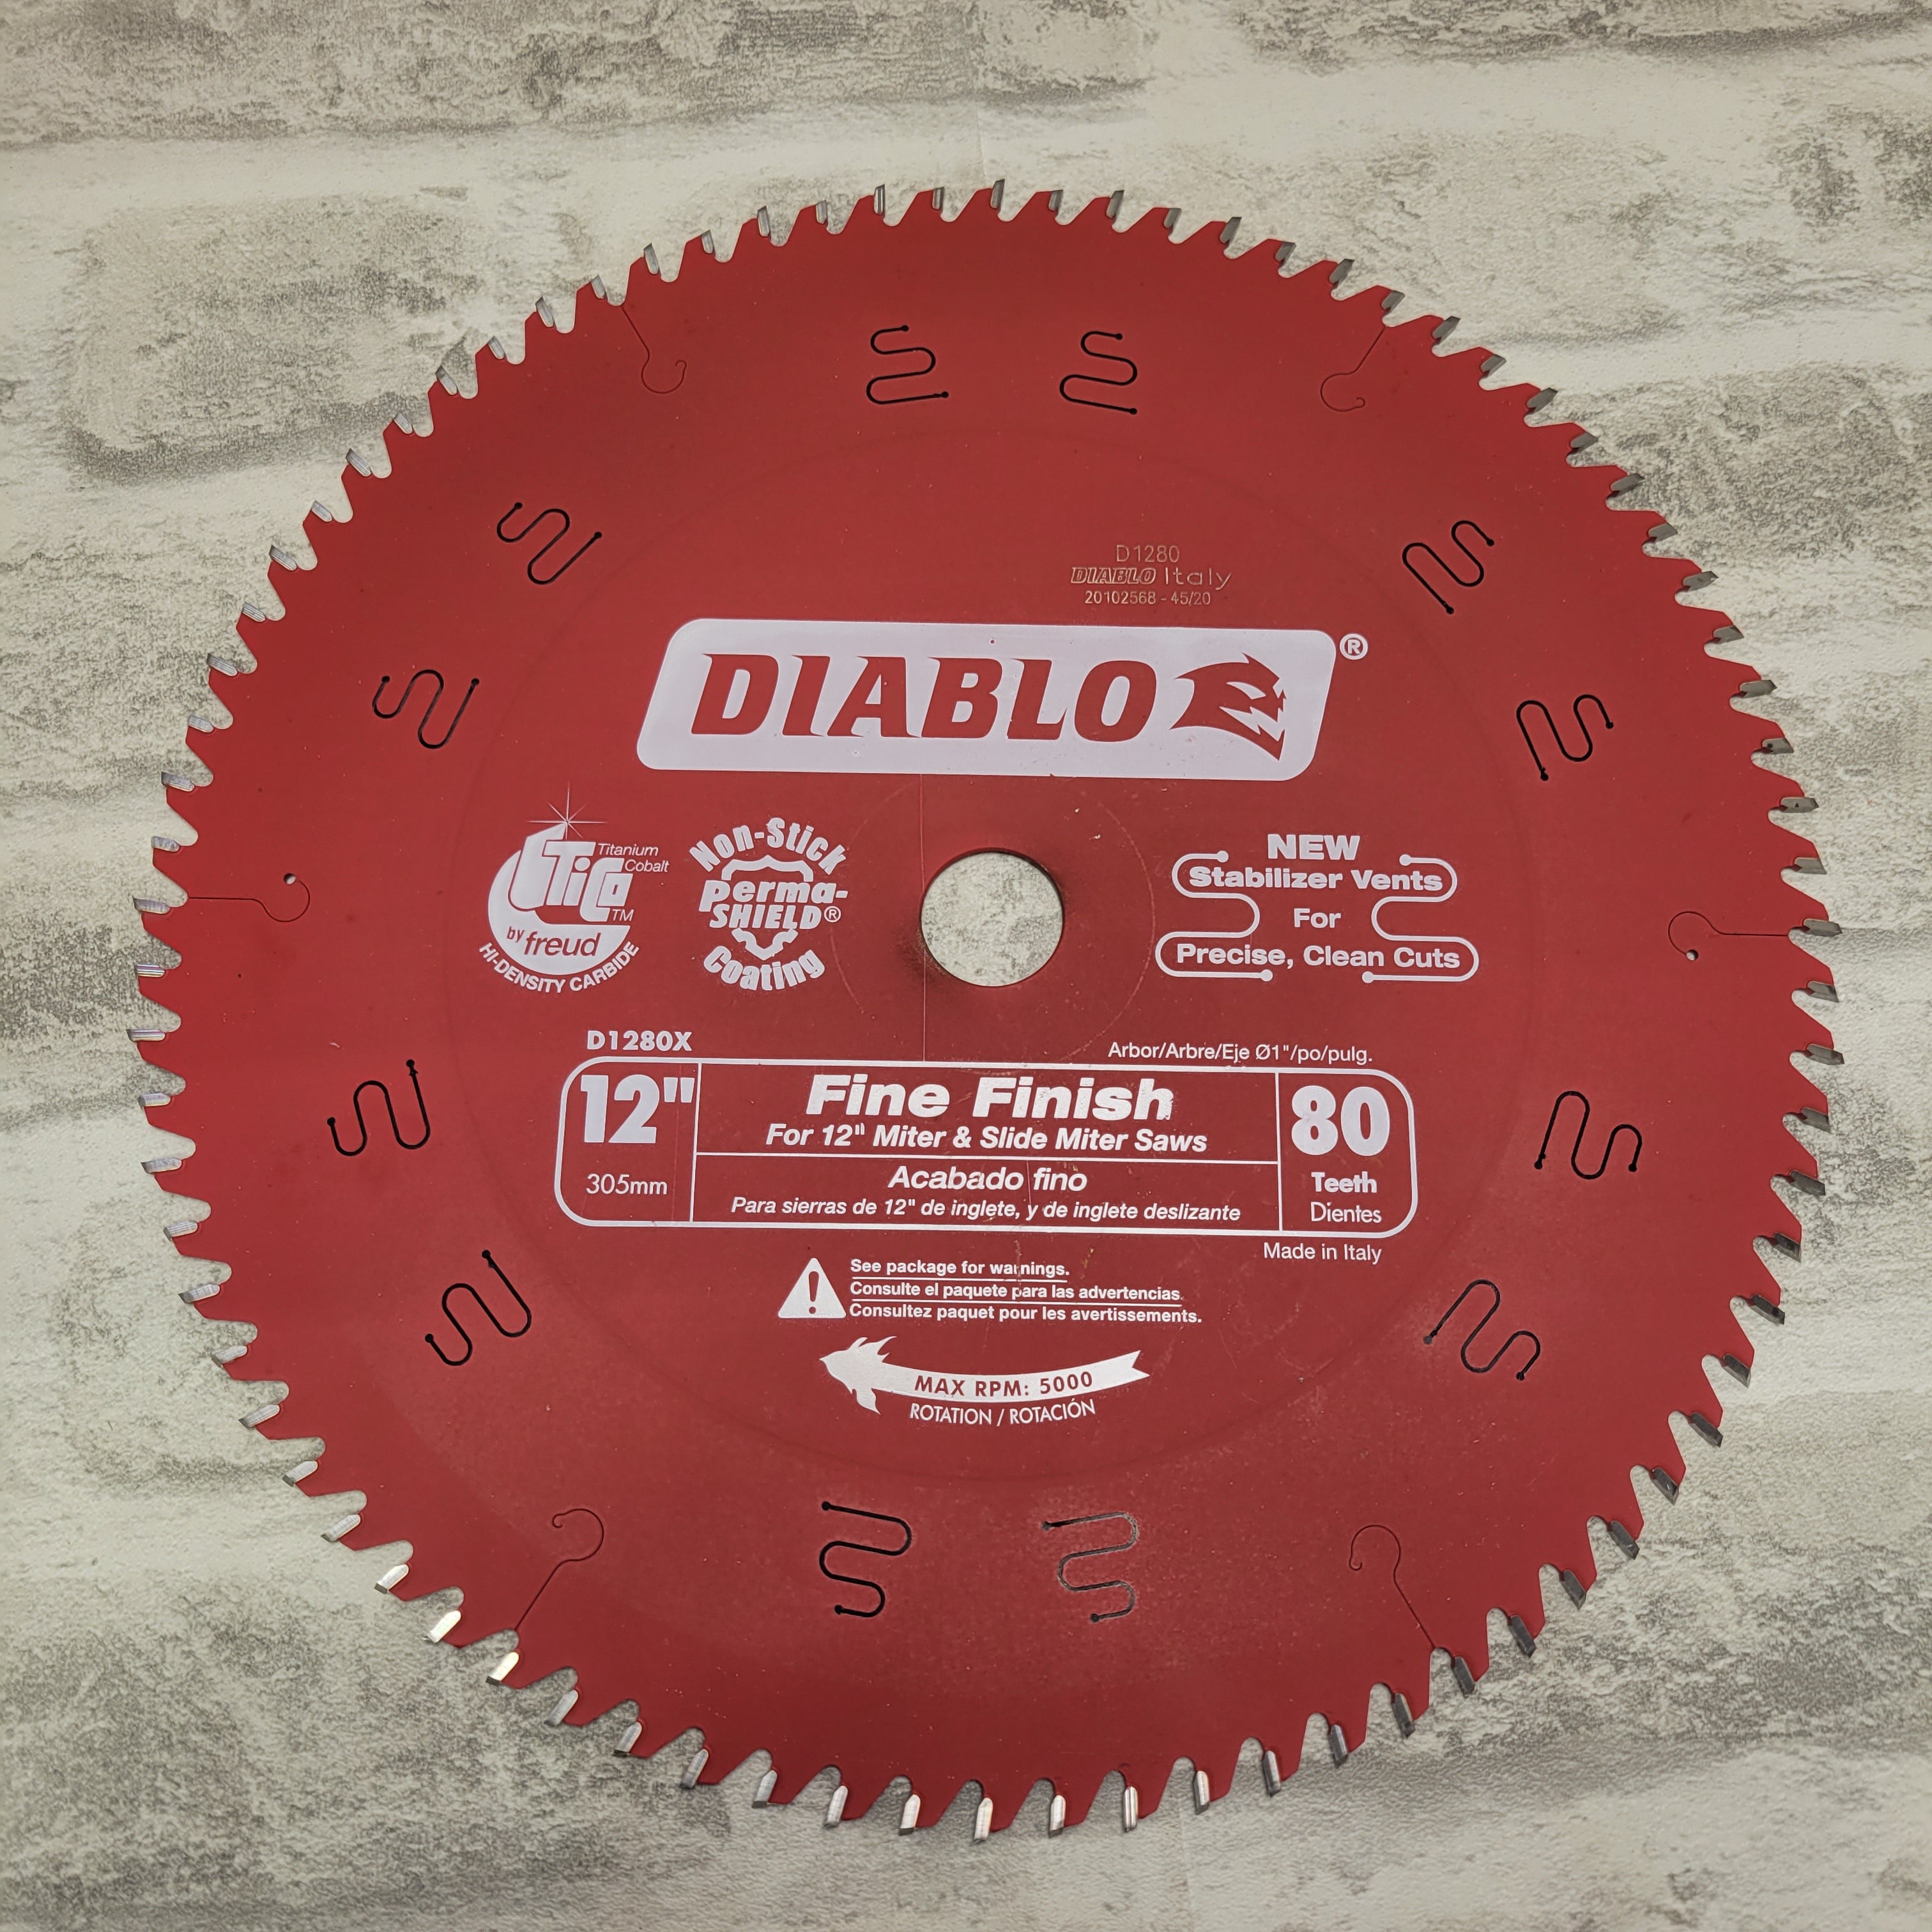 D1280
DIABLO Italy
20102568 - 45/20
DIABLO®
TiCo™
Titanium
Cobalt
by freud
HI-DENSITY CARBIDE
Non-Stick
Perma-
SHIELD®
Coating
NEW
Stabilizer Vents
For
Precise, Clean Cuts
D1280X
Arbor/Arbre/Eje Ø1"/po/pulg.
12"
305mm
Fine Finish
For 12" Miter & Slide Miter Saws
Acabado fino
Para sierras de 12" de inglete, y de inglete deslizante
80
Teeth
Dientes
Made in Italy
See package for warnings.
Consulte el paquete para las advertencias.
Consultez paquet pour les avertissements.
MAX RPM: 5000
ROTATION / ROTACIÓN